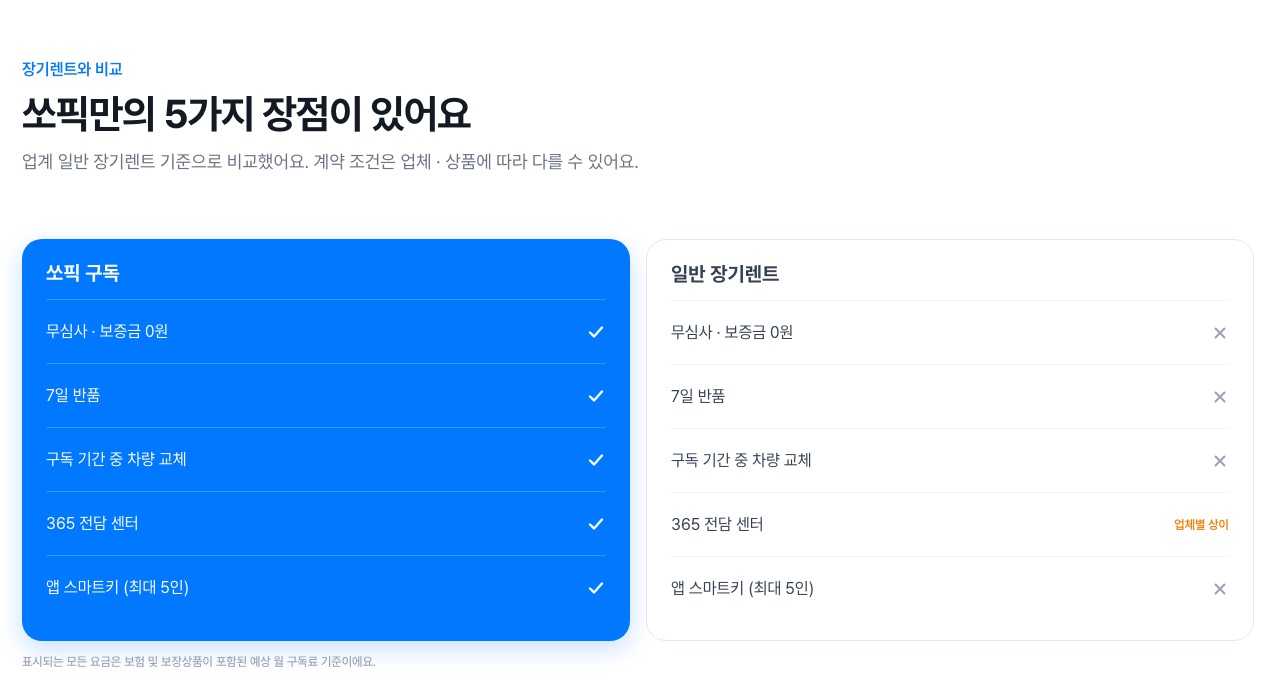 장기렌트와 비교
쏘픽만의 5가지 장점이 있어요
업계 일반 장기렌트 기준으로 비교했어요. 계약 조건은 업체 · 상품에 따라 다를 수 있어요.
쏘픽 구독
무심사 · 보증금 0원
7일 반품
구독 기간 중 차량 교체
365 전담 센터
앱 스마트키 (최대 5인)
일반 장기렌트
무심사 · 보증금 0원
7일 반품
구독 기간 중 차량 교체
365 전담 센터 업체별 상이
앱 스마트키 (최대 5인)
표시되는 모든 요금은 보험 및 보장상품이 포함된 예상 월 구독료 기준이에요.